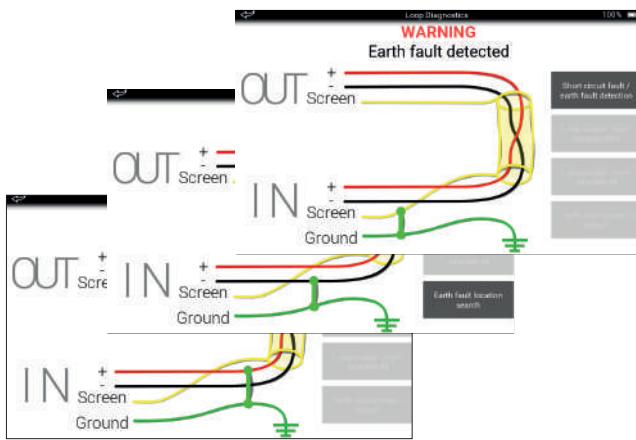 Loop Diagnostics
100%
WARNING
Earth fault detected
OUT
+
-
Screen
Short circuit fault /
earth fault detection
IN
+
-
Screen
Ground
OUT
+
-
Screen
IN
+
-
Screen
Ground
Earth fault location
search
OUT
+
-
Scre
IN
+
-
Screen
Ground